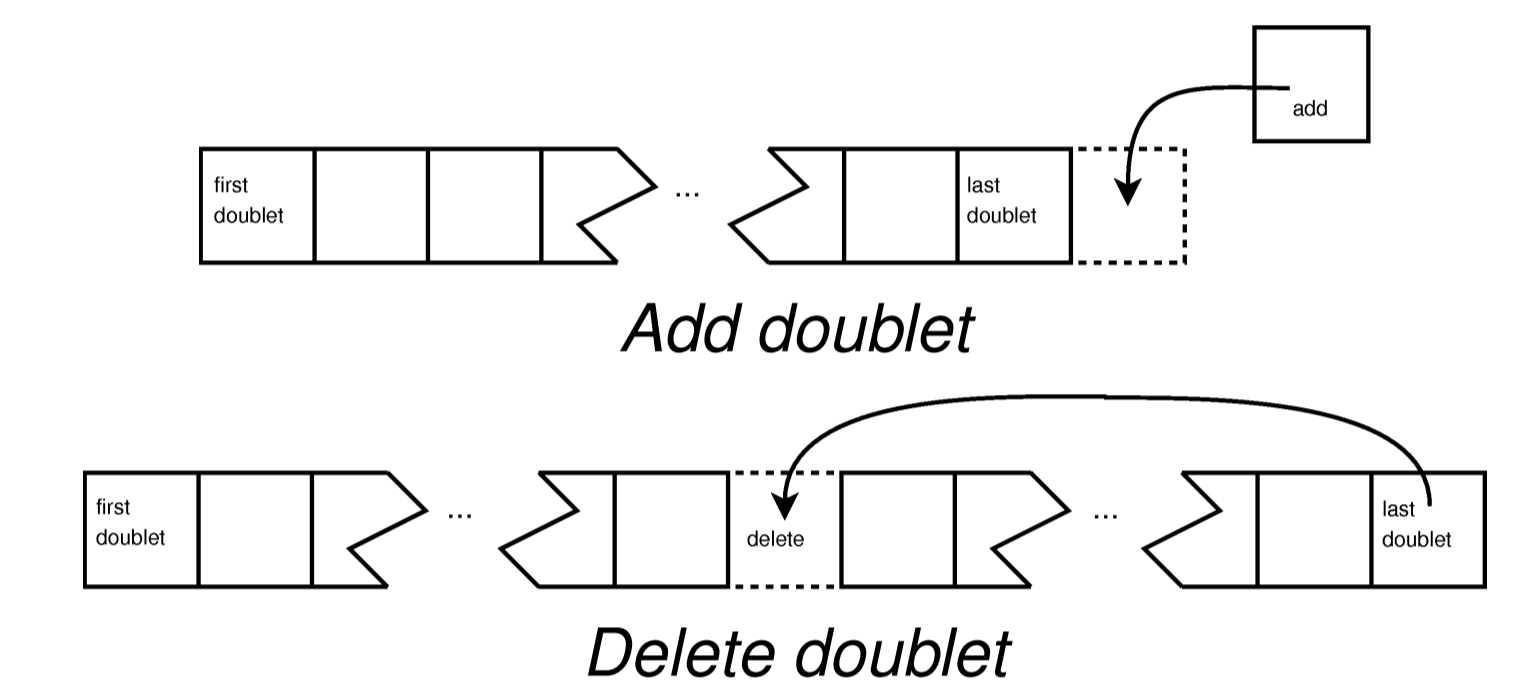 add
first
doublet
...
last
doublet
Add doublet
first
doublet
...
delete
...
last
doublet
Delete doublet